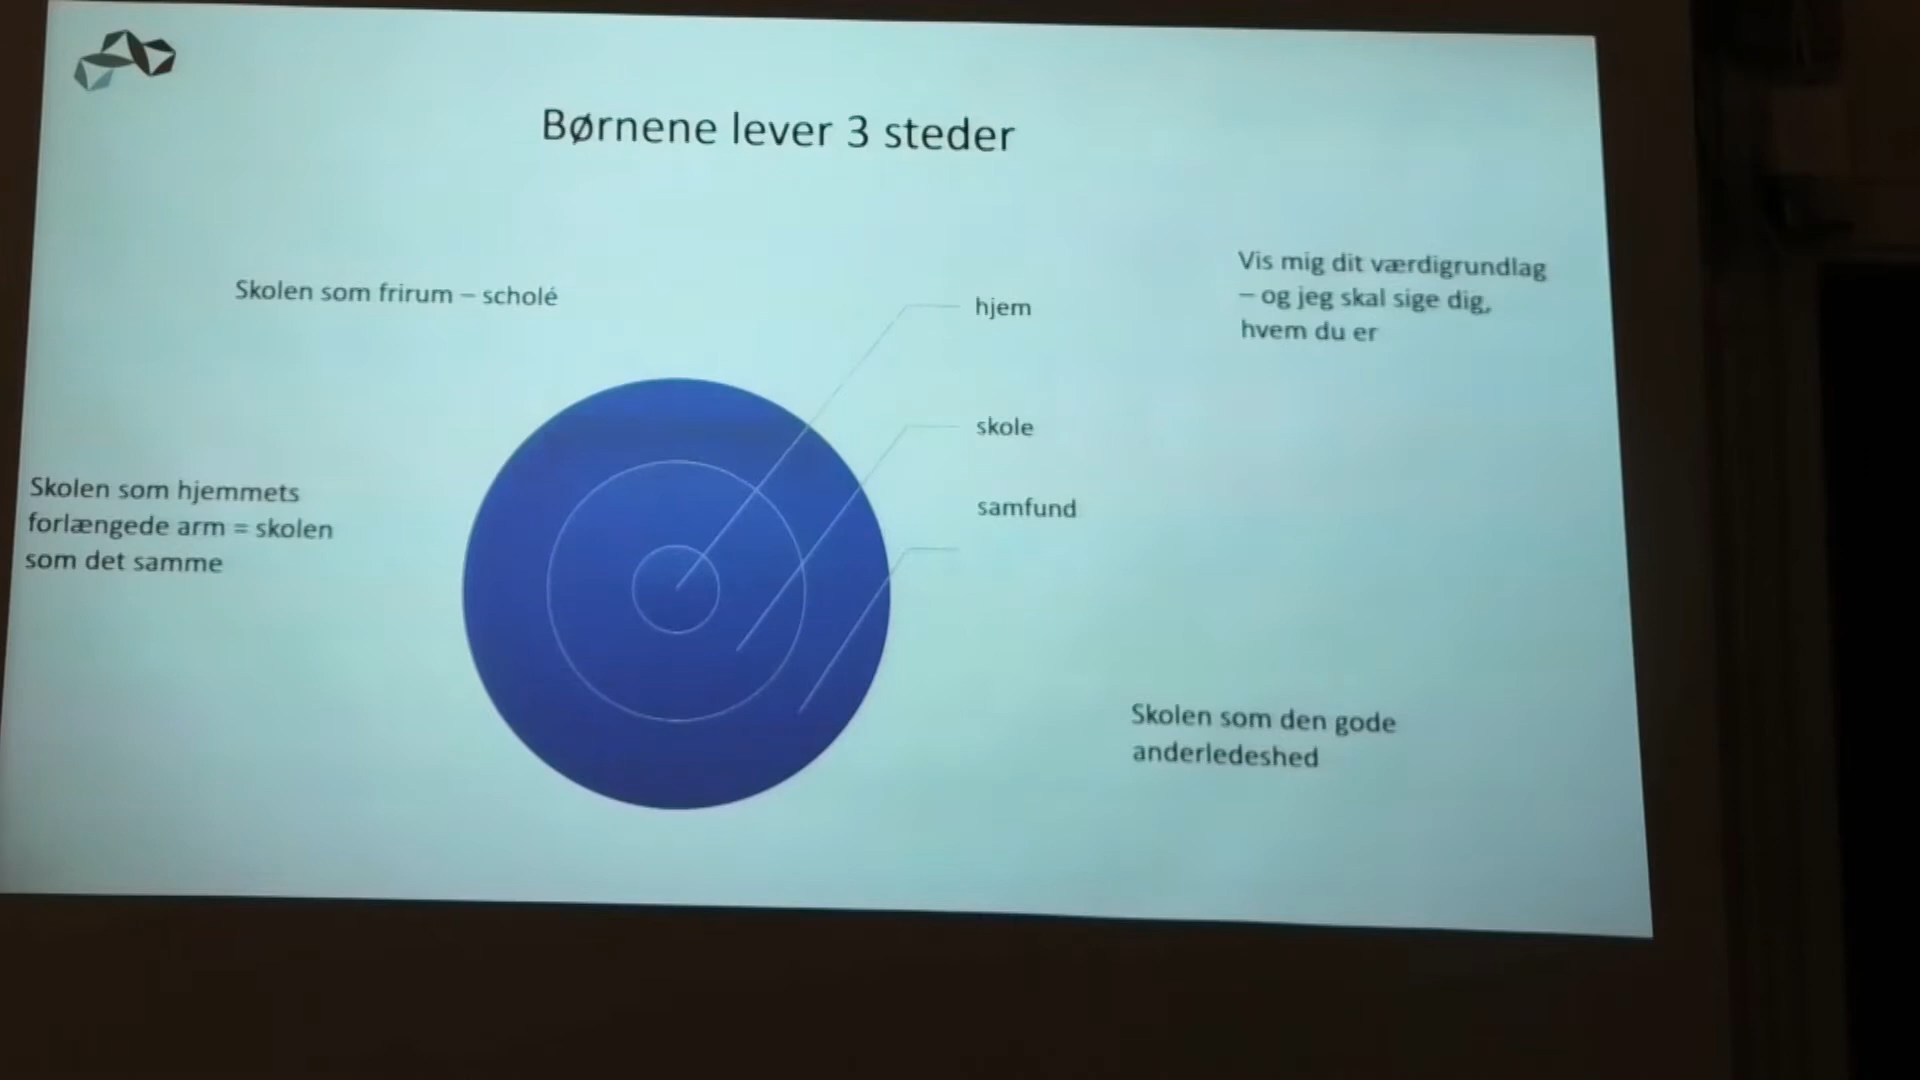 Børnene lever 3 steder
Skolen som frirum – scholé
hjem
Vis mig dit værdigrundlag
– og jeg skal sige dig,
hvem du er
skole
Skolen som hjemmets
forlængede arm = skolen
som det samme
samfund
Skolen som den gode
anderledeshed